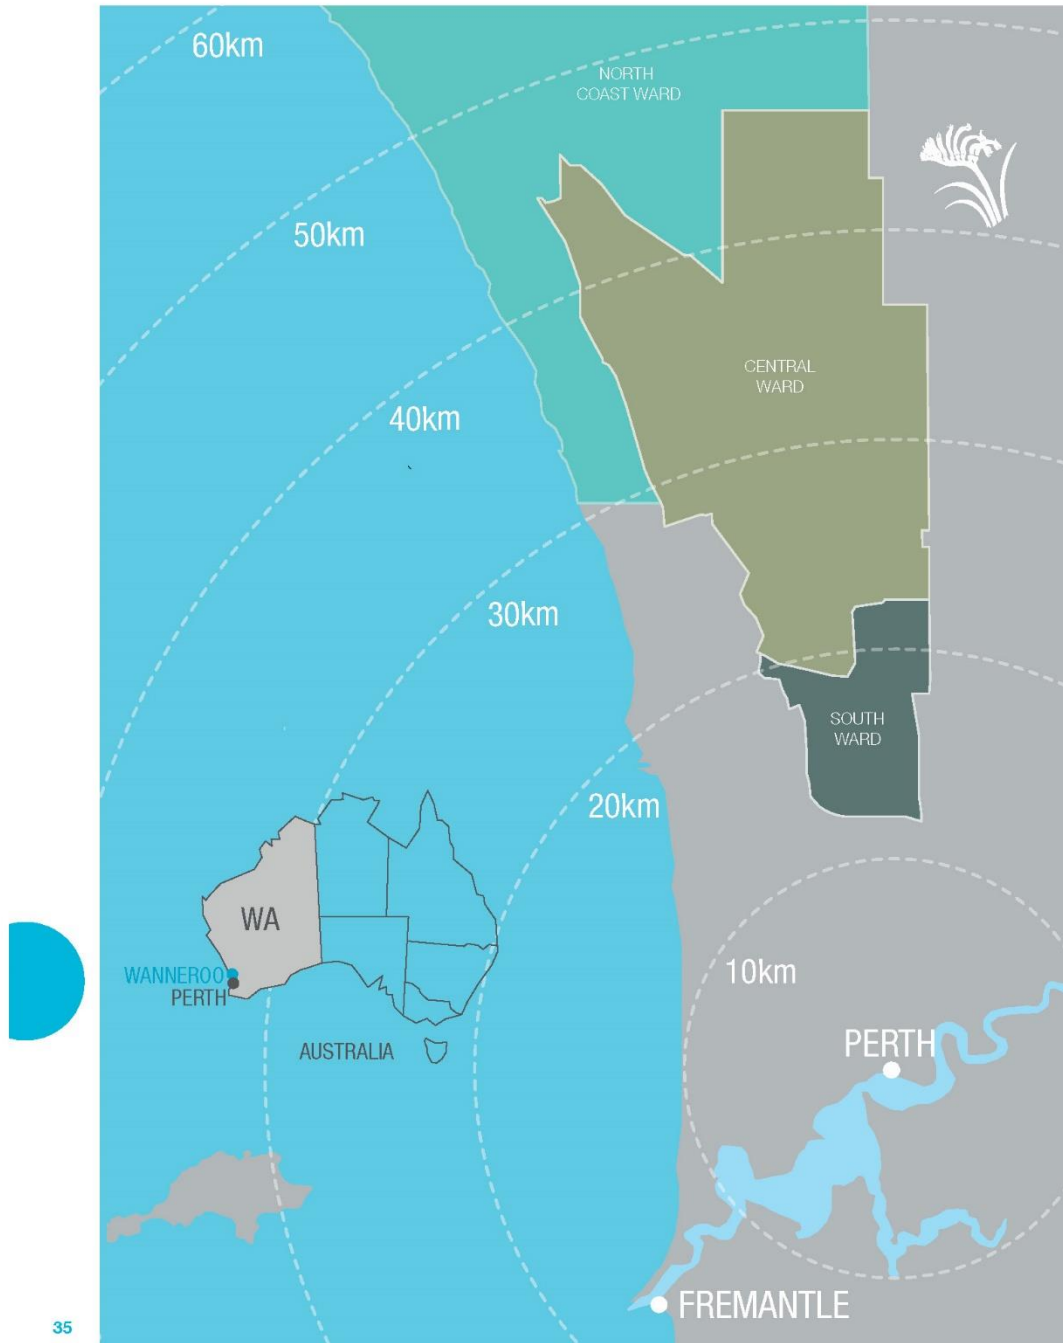 60km
NORTH
COAST WARD
50km
CENTRAL
WARD
40km
30km
SOUTH
WARD
20km
WA
WANNEROO
PERTH
10km
AUSTRALIA
PERTH
FREMANTLE
35